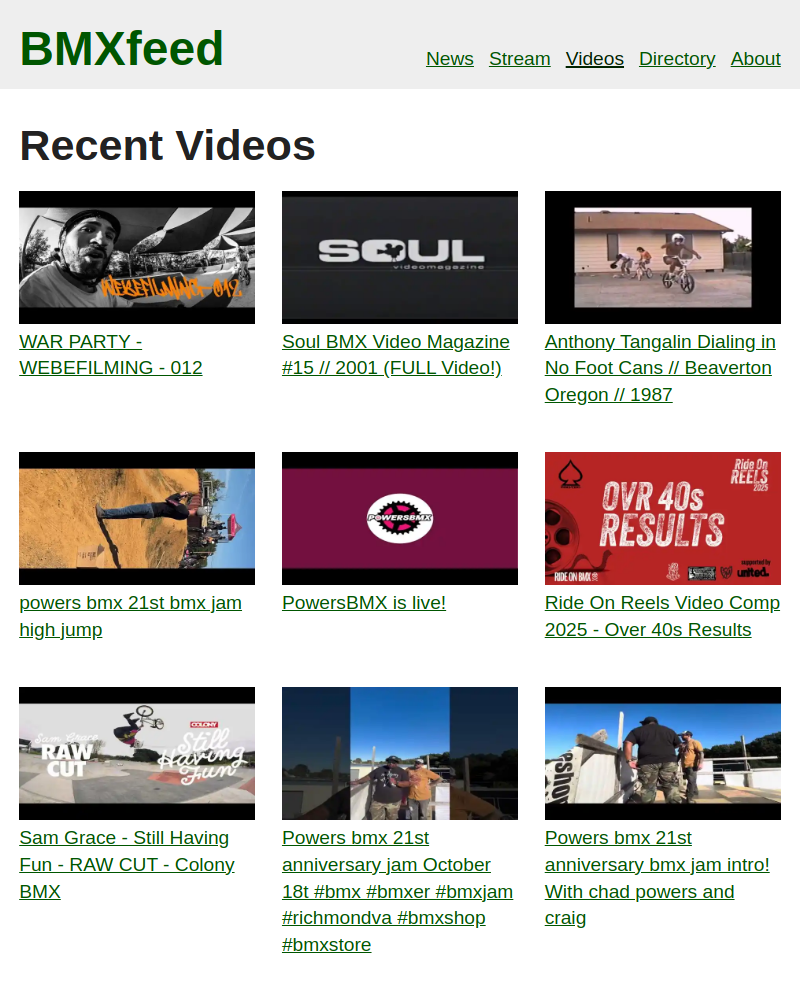 BMXfeed
News Stream Videos Directory About
Recent Videos
WEBEFILMING-012
SOUL
videomagazine
WAR PARTY -
WEBEFILMING - 012
Soul BMX Video Magazine
#15 // 2001 (FULL Video!)
Anthony Tangalin Dialing in
No Foot Cans // Beaverton
Oregon // 1987
POWERSBMX
Ride On
REELS
2025
OVR 40s
RESULTS
RIDE ON BMX
supported by
united.
powers bmx 21st bmx jam
high jump
PowersBMX is live!
Ride On Reels Video Comp
2025 - Over 40s Results
Sam Grace
RAW
CUT
COLONY
Still
Having
Fun
Sam Grace - Still Having
Fun - RAW CUT - Colony
BMX
Powers bmx 21st
anniversary jam October
18t #bmx #bmxer #bmxjam
#richmondva #bmxshop
#bmxstore
Powers bmx 21st
anniversary bmx jam intro!
With chad powers and
craig